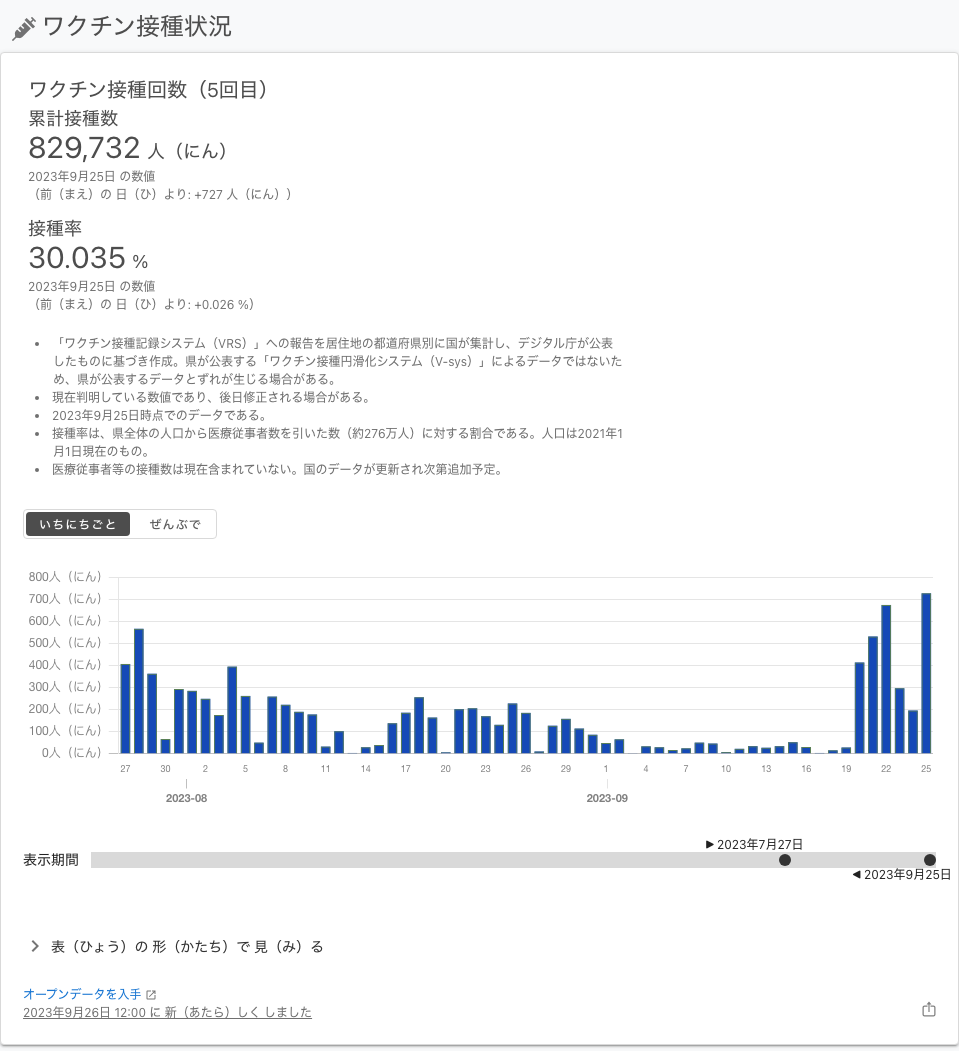 ワクチン接種状況
ワクチン接種回数（5回目）
累計接種数
829,732 人（にん）
2023年9月25日 の数値
（前（まえ）の 日（ひ）より: +727 人（にん））
接種率
30.035 %
2023年9月25日 の数値
（前（まえ）の 日（ひ）より: +0.026 %）
• 「ワクチン接種記録システム（VRS）」への報告を居住地の都道府県別に国が集計し、デジタル庁が公表
したものに基づき作成。県が公表する「ワクチン接種円滑化システム（V-sys）」によるデータではないた
め、県が公表するデータとずれが生じる場合がある。
• 現在判明している数値であり、後日修正される場合がある。
• 2023年9月25日時点でのデータである。
• 接種率は、県全体の人口から医療従事者数を引いた数（約276万人）に対する割合である。人口は2021年1
月1日現在のもの。
• 医療従事者等の接種数は現在含まれていない。国のデータが更新され次第追加予定。
いちにちごと ぜんぶで
800人（にん）
700人（にん）
600人（にん）
500人（にん）
400人（にん）
300人（にん）
200人（にん）
100人（にん）
0人（にん）
27 30 2 5 8 11 14 17 20 23 26 29 1 4 7 10 13 16 19 22 25
2023-08 2023-09
▶ 2023年7月27日
表示期間
◀ 2023年9月25日
表（ひょう）の 形（かたち）で 見（み）る
オープンデータを入手
2023年9月26日 12:00 に 新（あたら）しく しました